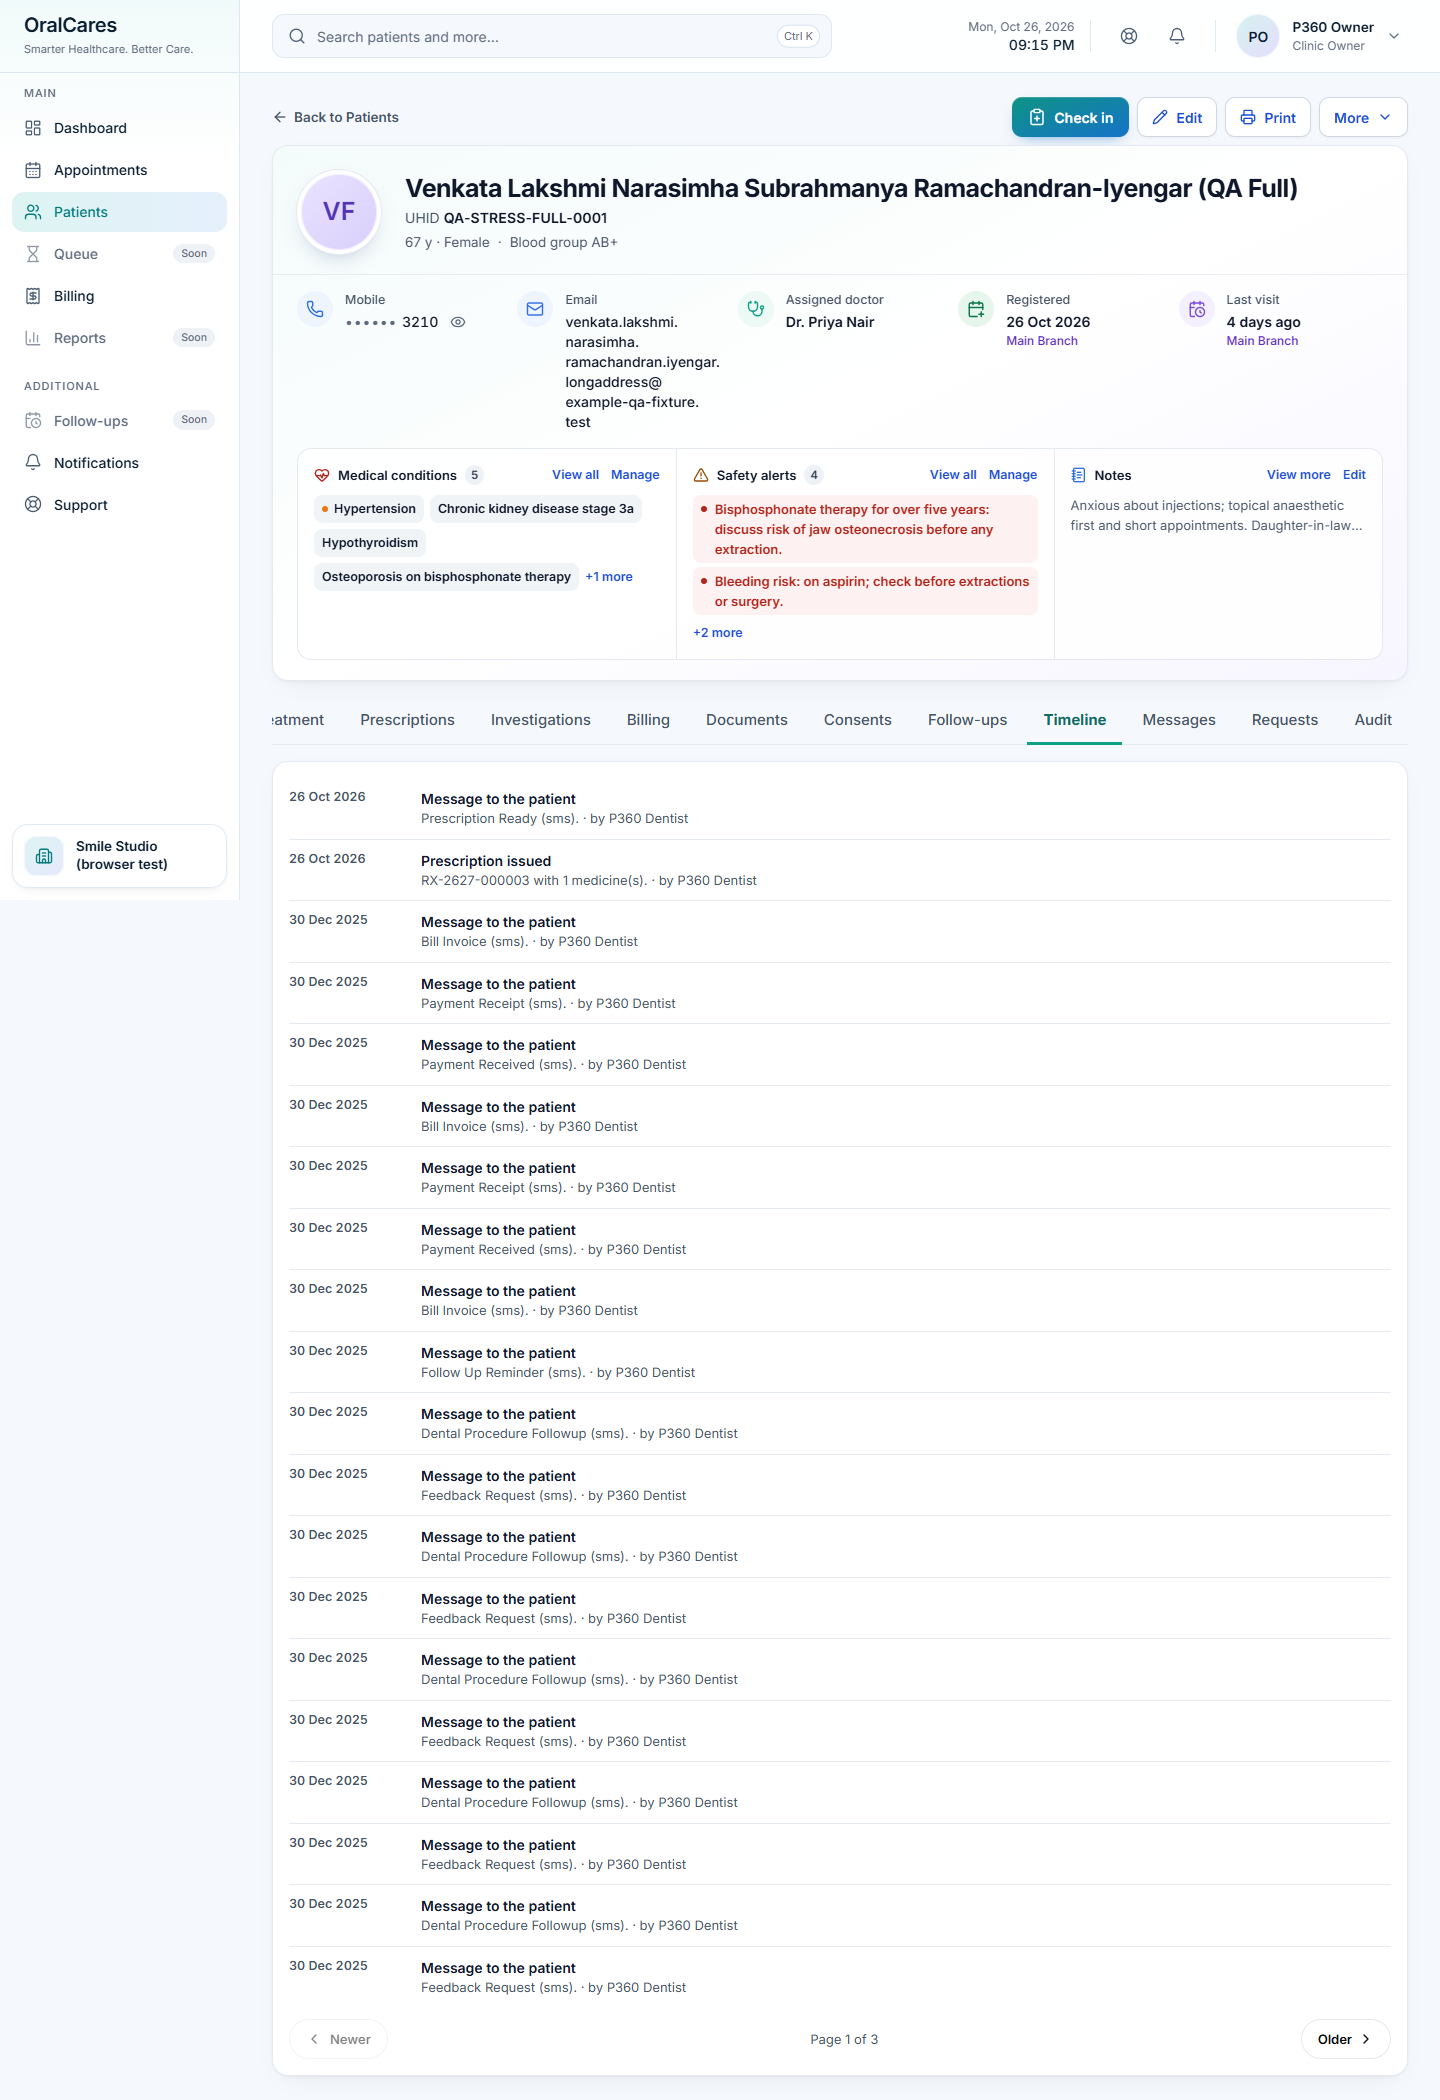 OralCares
Smarter Healthcare. Better Care.
Search patients and more...
Ctrl K
Mon, Oct 26, 2026
09:15 PM
PO
P360 Owner
Clinic Owner
MAIN
Dashboard
Appointments
Patients
Queue
Soon
Billing
Reports
Soon
ADDITIONAL
Follow-ups
Soon
Notifications
Support
Smile Studio
(browser test)
Back to Patients
Check in
Edit
Print
More
VF
Venkata Lakshmi Narasimha Subrahmanya Ramachandran-Iyengar (QA Full)
UHID QA-STRESS-FULL-0001
67 y · Female · Blood group AB+
Mobile
•••••• 3210
Email
venkata.lakshmi.
narasimha.
ramachandran.iyengar.
longaddress@
example-qa-fixture.
test
Assigned doctor
Dr. Priya Nair
Registered
26 Oct 2026
Main Branch
Last visit
4 days ago
Main Branch
Medical conditions 5 View all Manage
Hypertension
Chronic kidney disease stage 3a
Hypothyroidism
Osteoporosis on bisphosphonate therapy +1 more
Safety alerts 4 View all Manage
Bisphosphonate therapy for over five years:
discuss risk of jaw osteonecrosis before any
extraction.
Bleeding risk: on aspirin; check before extractions
or surgery.
+2 more
Notes View more Edit
Anxious about injections; topical anaesthetic
first and short appointments. Daughter-in-law...
eatment Prescriptions Investigations Billing Documents Consents Follow-ups Timeline Messages Requests Audit
26 Oct 2026 Message to the patient
Prescription Ready (sms). · by P360 Dentist
26 Oct 2026 Prescription issued
RX-2627-000003 with 1 medicine(s). · by P360 Dentist
30 Dec 2025 Message to the patient
Bill Invoice (sms). · by P360 Dentist
30 Dec 2025 Message to the patient
Payment Receipt (sms). · by P360 Dentist
30 Dec 2025 Message to the patient
Payment Received (sms). · by P360 Dentist
30 Dec 2025 Message to the patient
Bill Invoice (sms). · by P360 Dentist
30 Dec 2025 Message to the patient
Payment Receipt (sms). · by P360 Dentist
30 Dec 2025 Message to the patient
Payment Received (sms). · by P360 Dentist
30 Dec 2025 Message to the patient
Bill Invoice (sms). · by P360 Dentist
30 Dec 2025 Message to the patient
Follow Up Reminder (sms). · by P360 Dentist
30 Dec 2025 Message to the patient
Dental Procedure Followup (sms). · by P360 Dentist
30 Dec 2025 Message to the patient
Feedback Request (sms). · by P360 Dentist
30 Dec 2025 Message to the patient
Dental Procedure Followup (sms). · by P360 Dentist
30 Dec 2025 Message to the patient
Feedback Request (sms). · by P360 Dentist
30 Dec 2025 Message to the patient
Dental Procedure Followup (sms). · by P360 Dentist
30 Dec 2025 Message to the patient
Feedback Request (sms). · by P360 Dentist
30 Dec 2025 Message to the patient
Dental Procedure Followup (sms). · by P360 Dentist
30 Dec 2025 Message to the patient
Feedback Request (sms). · by P360 Dentist
30 Dec 2025 Message to the patient
Dental Procedure Followup (sms). · by P360 Dentist
30 Dec 2025 Message to the patient
Feedback Request (sms). · by P360 Dentist
Newer
Page 1 of 3
Older